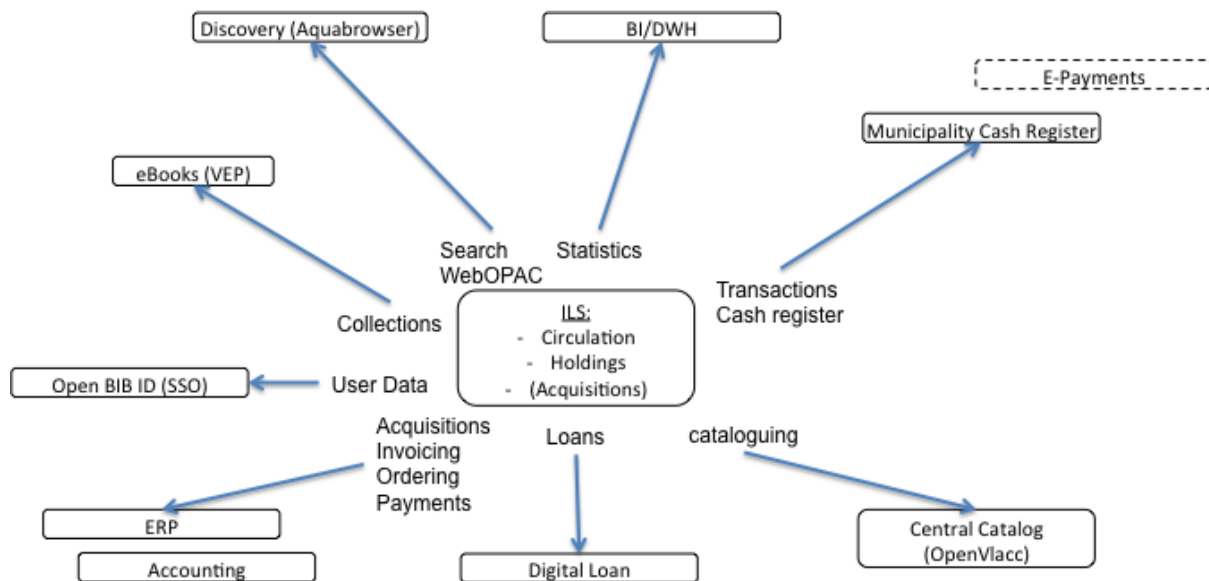 Discovery (Aquabrowser)
BI/DWH
E-Payments
Municipality Cash Register
eBooks (VEP)
Search
WebOPAC
Statistics
Transactions
Cash register
Collections
ILS:
- Circulation
- Holdings
- (Acquisitions)
Open BIB ID (SSO)
User Data
Acquisitions
Invoicing
Ordering
Payments
Loans
cataloguing
ERP
Accounting
Digital Loan
Central Catalog
(OpenVlacc)